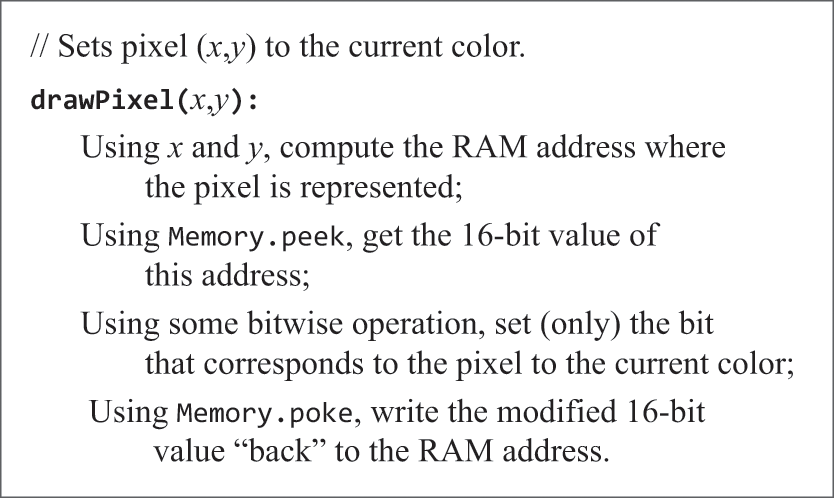 // Sets pixel (x,y) to the current color.
drawPixel(x,y):
Using x and y, compute the RAM address where
the pixel is represented;
Using Memory.peek, get the 16-bit value of
this address;
Using some bitwise operation, set (only) the bit
that corresponds to the pixel to the current color;
Using Memory.poke, write the modified 16-bit
value “back” to the RAM address.